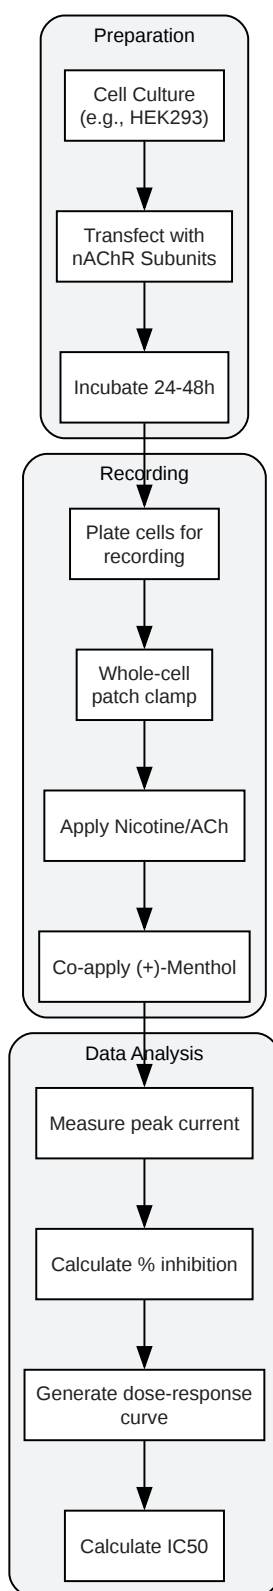 Preparation
Cell Culture
(e.g., HEK293)
Transfect with
nAChR Subunits
Incubate 24-48h
Recording
Plate cells for
recording
Whole-cell
patch clamp
Apply Nicotine/ACh
Co-apply (+)-Menthol
Data Analysis
Measure peak current
Calculate % inhibition
Generate dose-response
curve
Calculate IC50